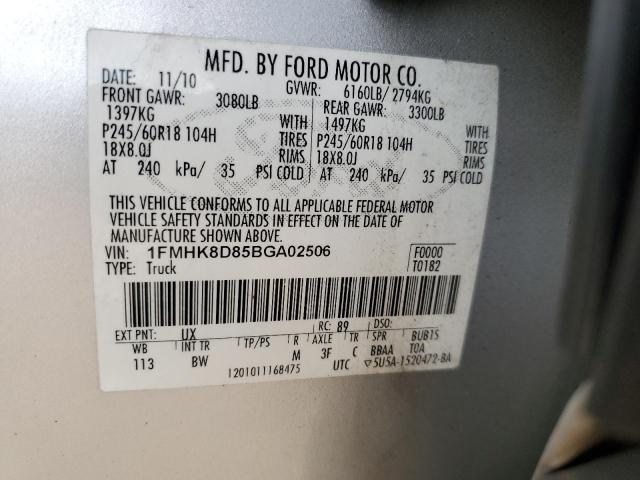 MFD. BY FORD MOTOR CO.
DATE: 11/10 GVWR: 6160LB/ 2794KG
FRONT GAWR: 3080LB REAR GAWR: 3300LB
1397KG WITH 1497KG WITH
P245/60R18 104H TIRES P245/60R18 104H TIRES
18X8.0J RIMS 18X8.0J RIMS
AT 240 kPa/ 35 PSI COLD AT 240 kPa/ 35 PSI COLD
THIS VEHICLE CONFORMS TO ALL APPLICABLE FEDERAL MOTOR
VEHICLE SAFETY STANDARDS IN EFFECT ON THE DATE OF
MANUFACTURE SHOWN ABOVE.
VIN: 1FMHK8D85BGA02506 F0000
TYPE: Truck T0182
EXT PNT: UX RC: 89 DSO:
WB INT TR TP/PS R AXLE TR SPR BUB1S
113 BW M 3F C BBAA TOA
1201011168475 UTC ▽5U5A-1520472-BA